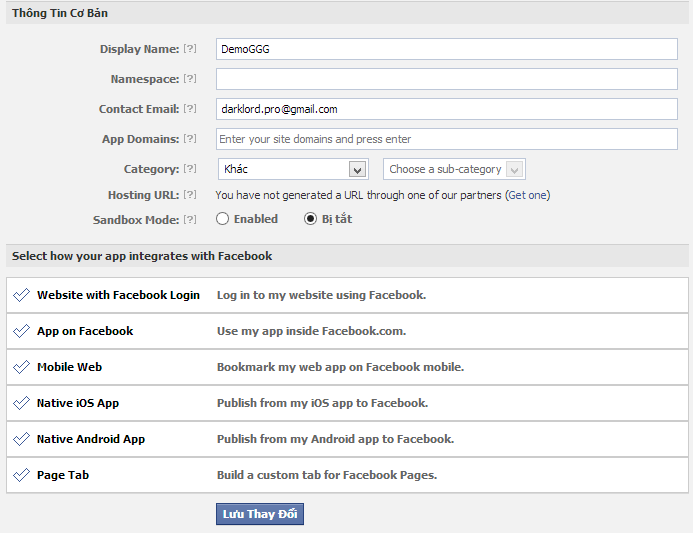 Thông Tin Cơ Bản
Display Name: [?] DemoGGG
Namespace: [?]
Contact Email: [?] darklord.pro@gmail.com
App Domains: [?] Enter your site domains and press enter
Category: [?] Khác Choose a sub-category
Hosting URL: [?] You have not generated a URL through one of our partners (Get one)
Sandbox Mode: [?] Enabled Bị tắt
Select how your app integrates with Facebook
Website with Facebook Login Log in to my website using Facebook.
App on Facebook Use my app inside Facebook.com.
Mobile Web Bookmark my web app on Facebook mobile.
Native iOS App Publish from my iOS app to Facebook.
Native Android App Publish from my Android app to Facebook.
Page Tab Build a custom tab for Facebook Pages.
Lưu Thay Đổi